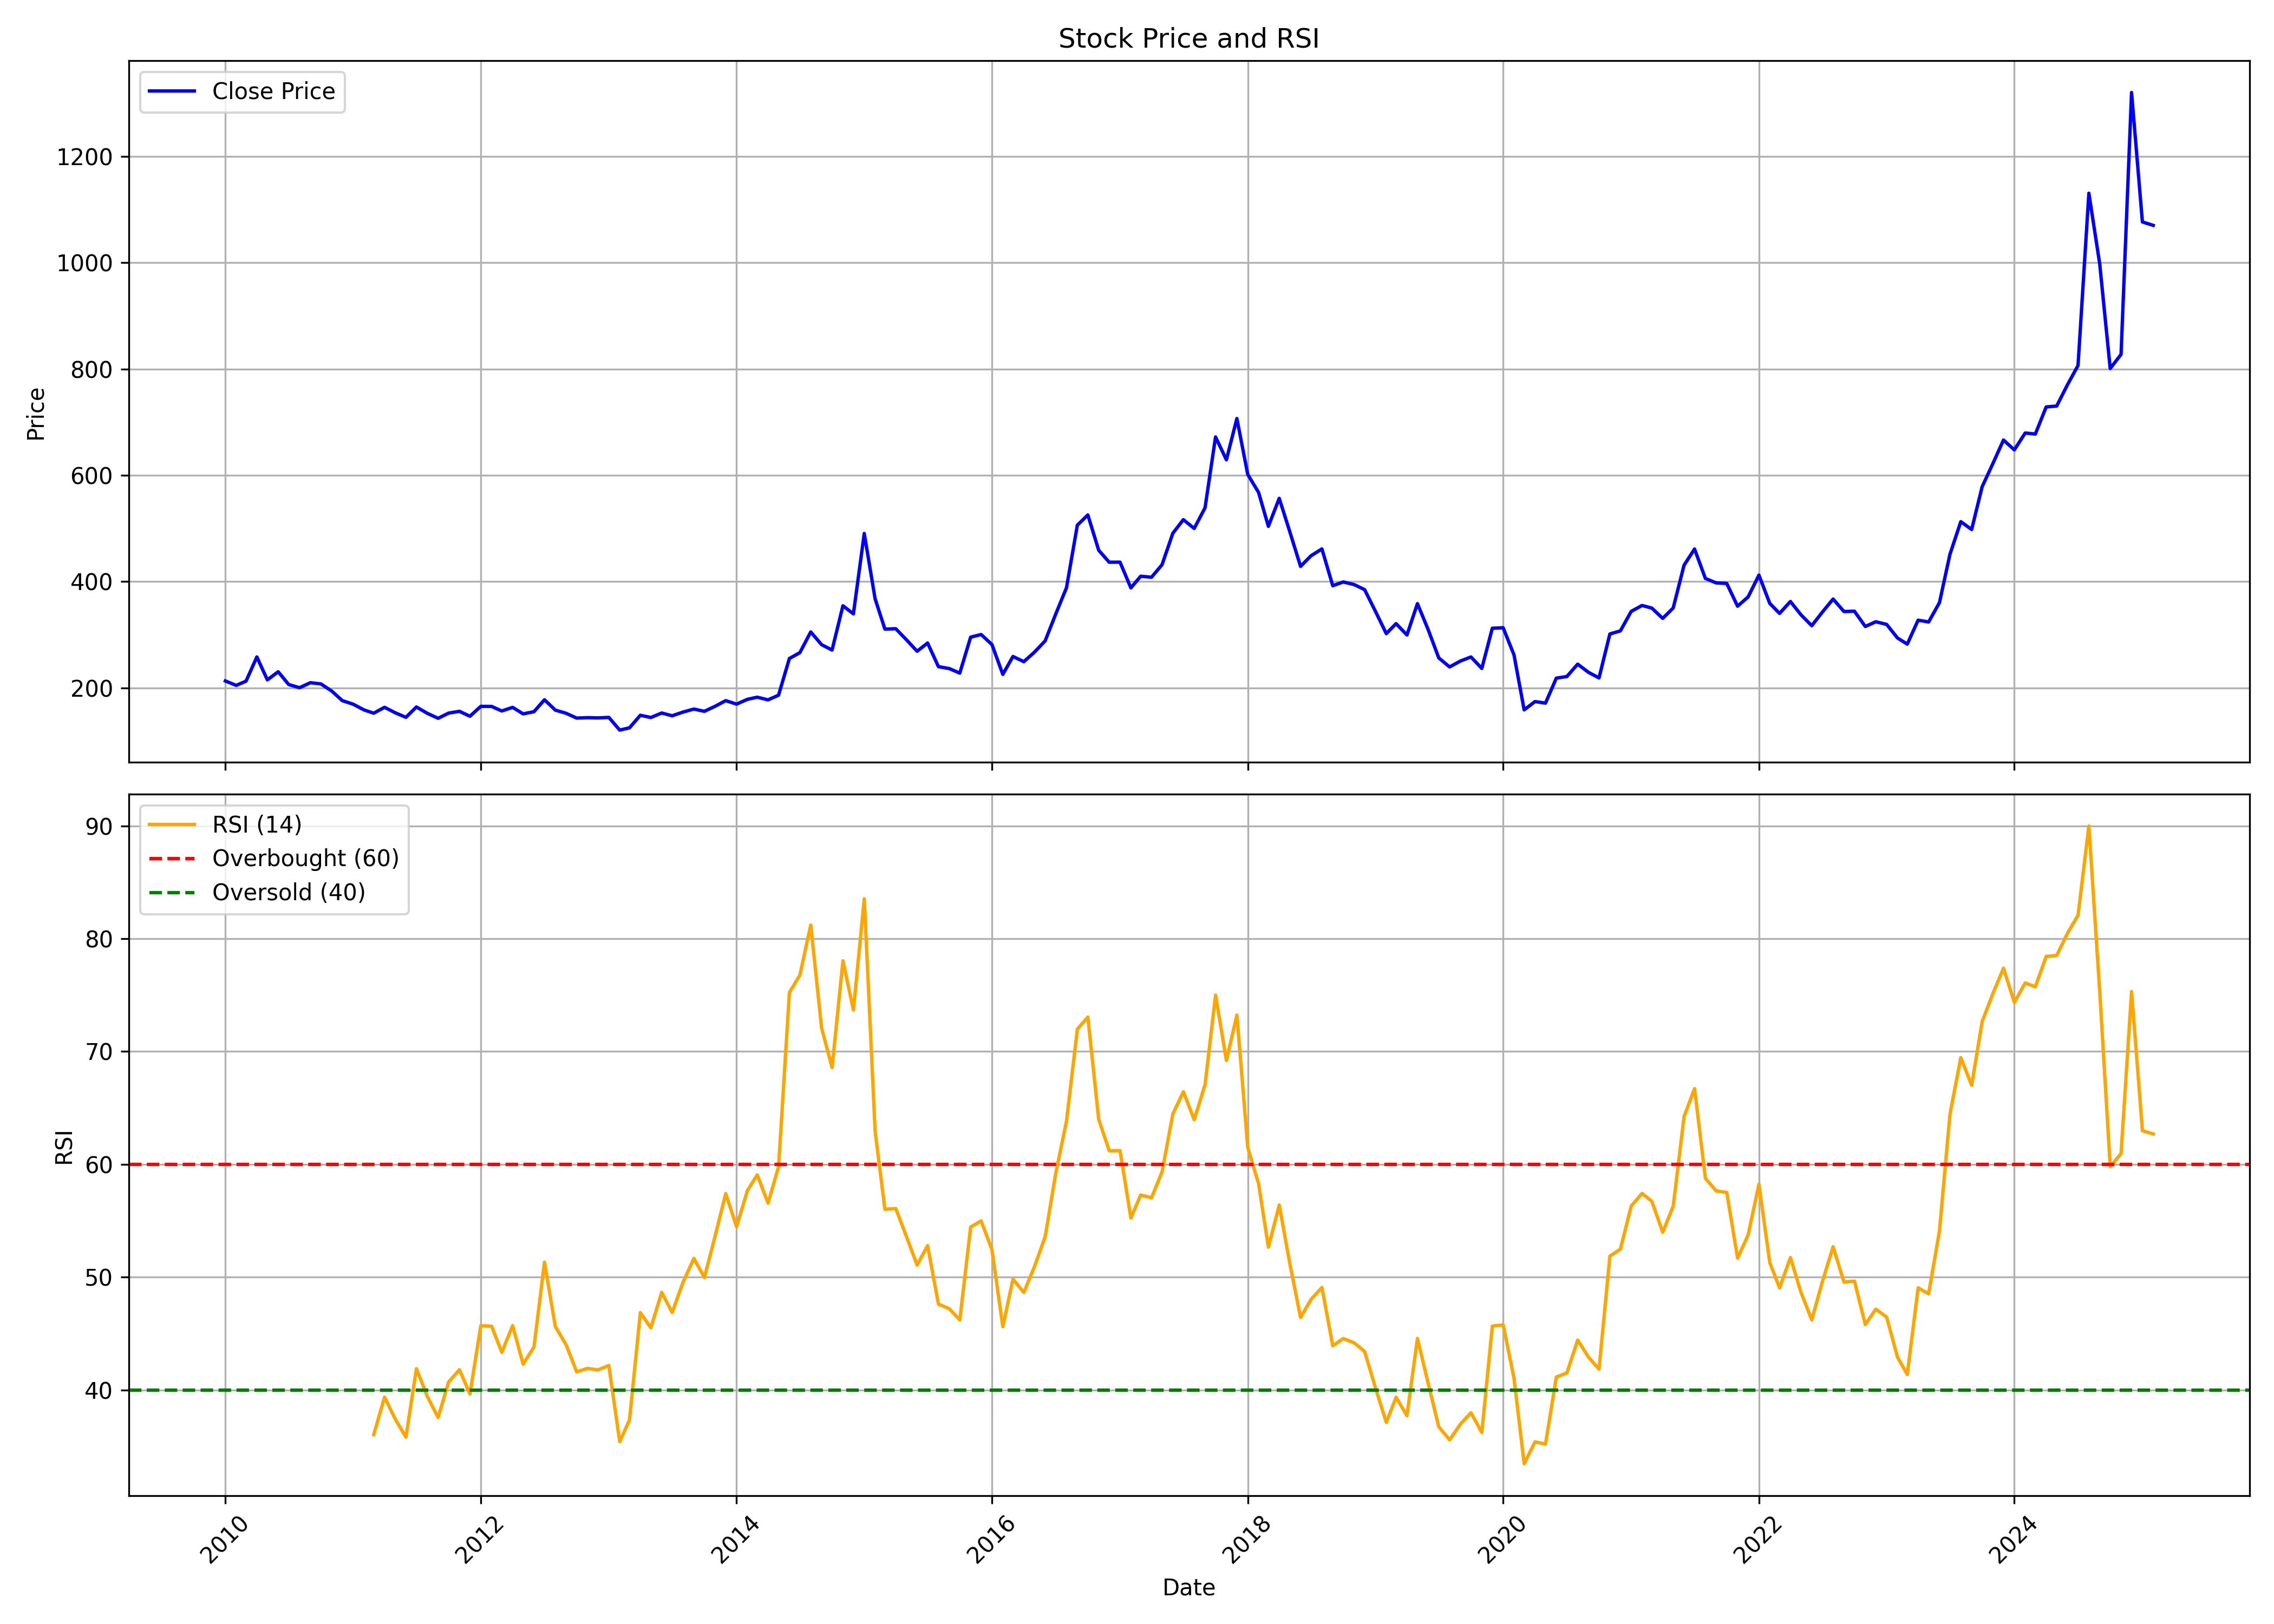 Stock Price and RSI
Close Price
1200
1000
800
600
400
200
Price
RSI (14)
Overbought (60)
Oversold (40)
90
80
70
60
50
40
RSI
2010
2012
2014
2016
2018
2020
2022
2024
Date